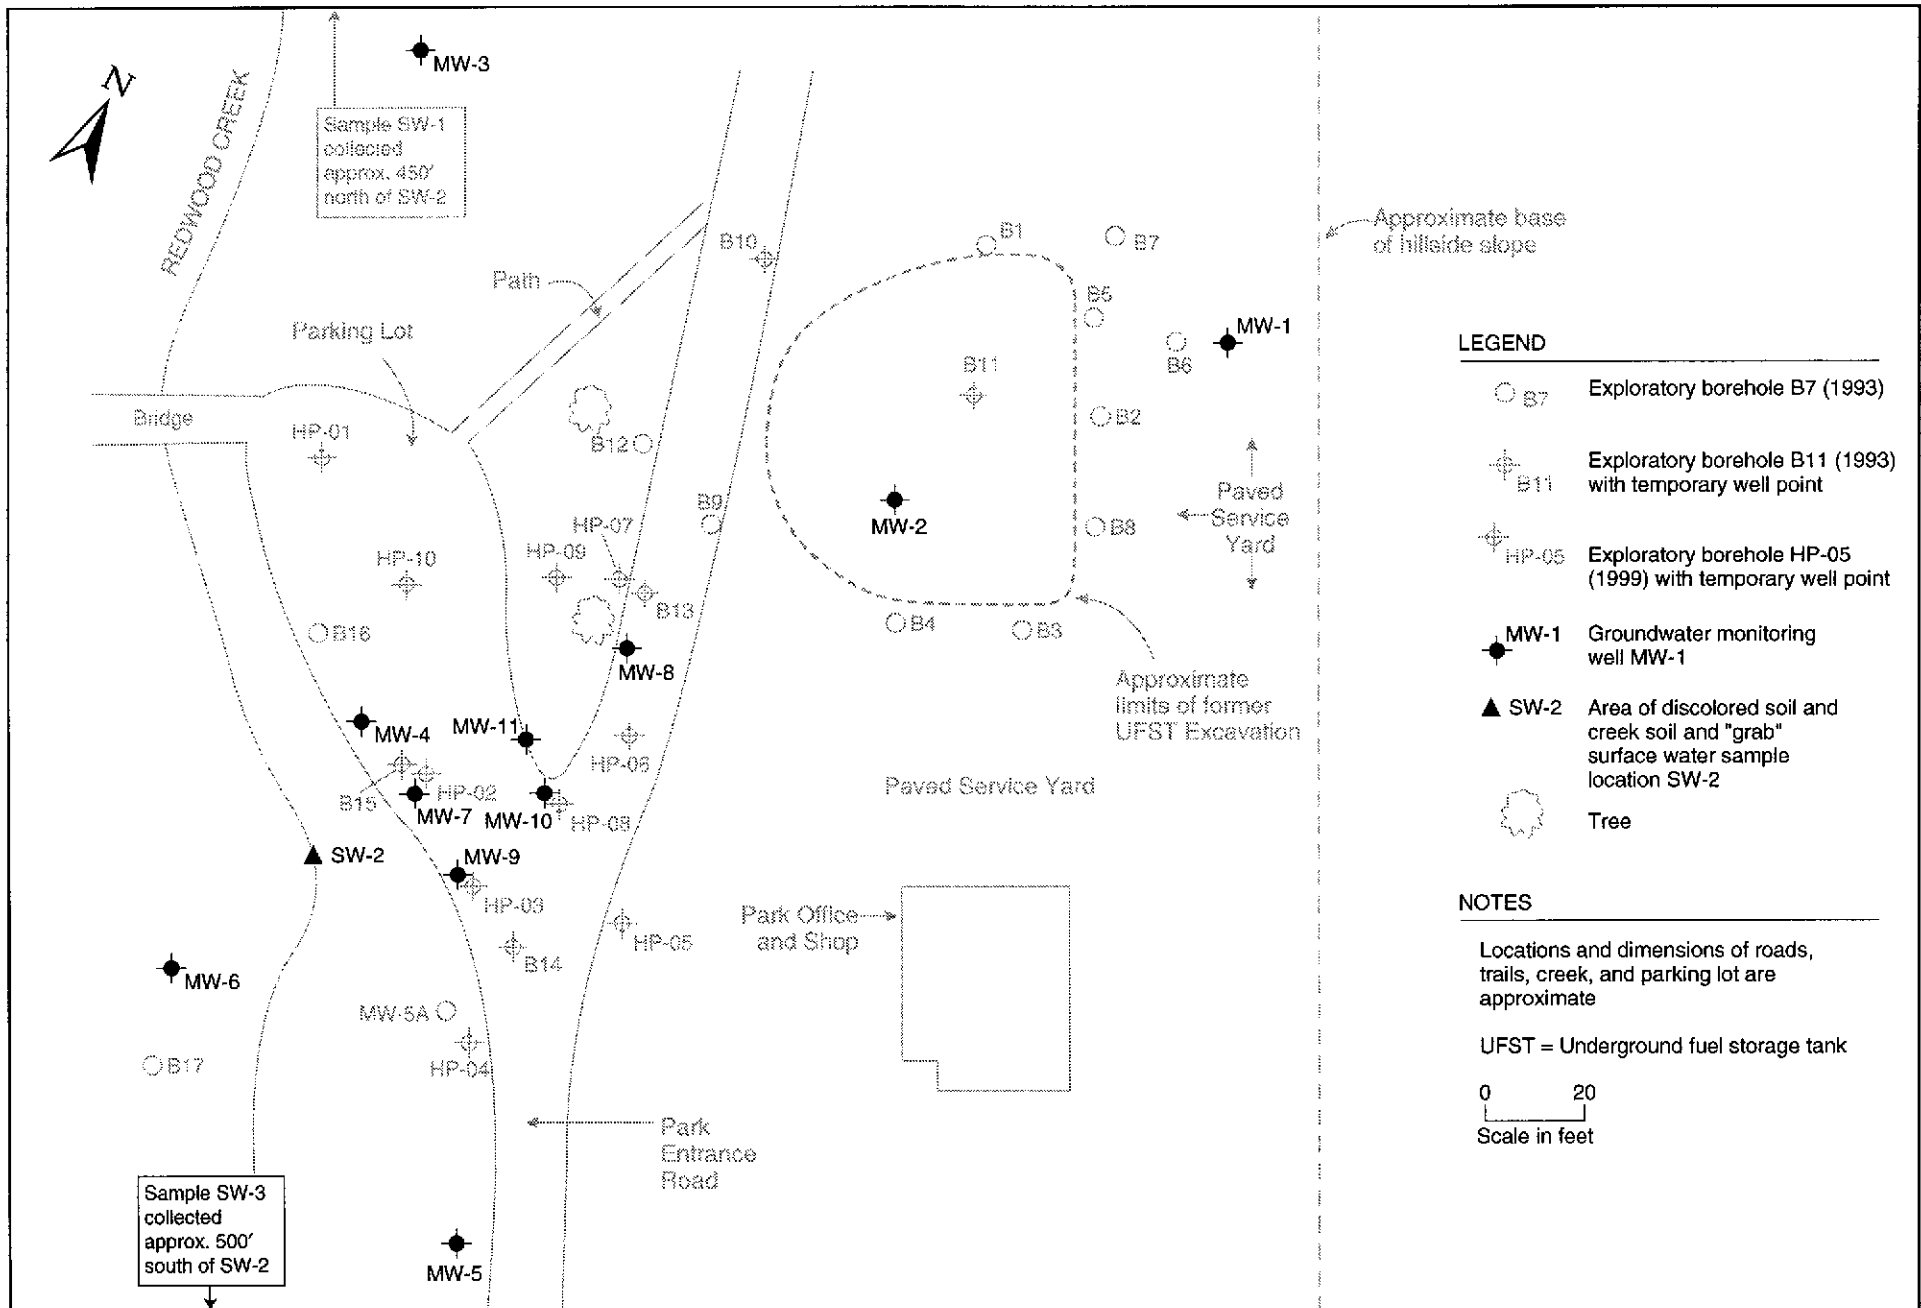 N
REDWOOD CREEK
MW-3
Sample SW-1
collected
approx. 450'
north of SW-2
Path
Parking Lot
Bridge
B10
B1
B7
B5
MW-1
B6
B11
B2
B12
HP-01
B9
MW-2
B8
Paved
Service
Yard
Approximate base
of hillside slope
HP-07
HP-09
HP-10
B13
B16
B4
B3
MW-8
Approximate
limits of former
UFST Excavation
MW-4
MW-11
HP-06
B15
HP-02
MW-7
MW-10
HP-08
Paved Service Yard
SW-2
MW-9
HP-03
Park Office
and Shop
HP-05
B14
MW-6
MW-5A
HP-04
B17
Park
Entrance
Road
Sample SW-3
collected
approx. 500'
south of SW-2
MW-5
LEGEND
B7
Exploratory borehole B7 (1993)
B11
Exploratory borehole B11 (1993)
with temporary well point
HP-05
Exploratory borehole HP-05
(1999) with temporary well point
MW-1
Groundwater monitoring
well MW-1
SW-2
Area of discolored soil and
creek soil and "grab"
surface water sample
location SW-2
Tree
NOTES
Locations and dimensions of roads,
trails, creek, and parking lot are
approximate
UFST = Underground fuel storage tank
0 20
Scale in feet